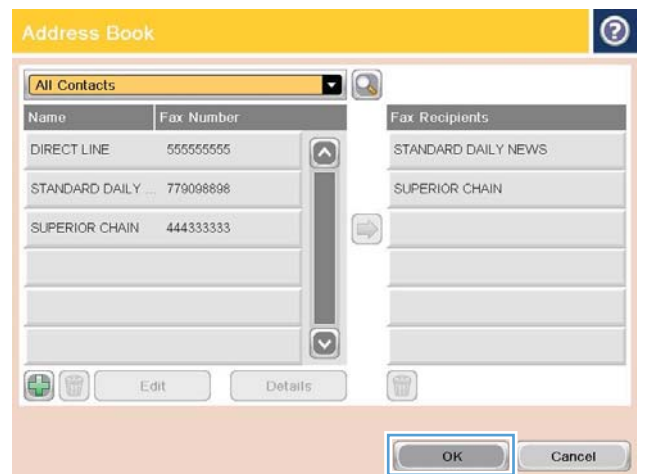 Address Book
All Contacts
Name Fax Number
DIRECT LINE 555555555
STANDARD DAILY ... 779098898
SUPERIOR CHAIN 444333333
Edit Details
Fax Recipients
STANDARD DAILY NEWS
SUPERIOR CHAIN
OK Cancel